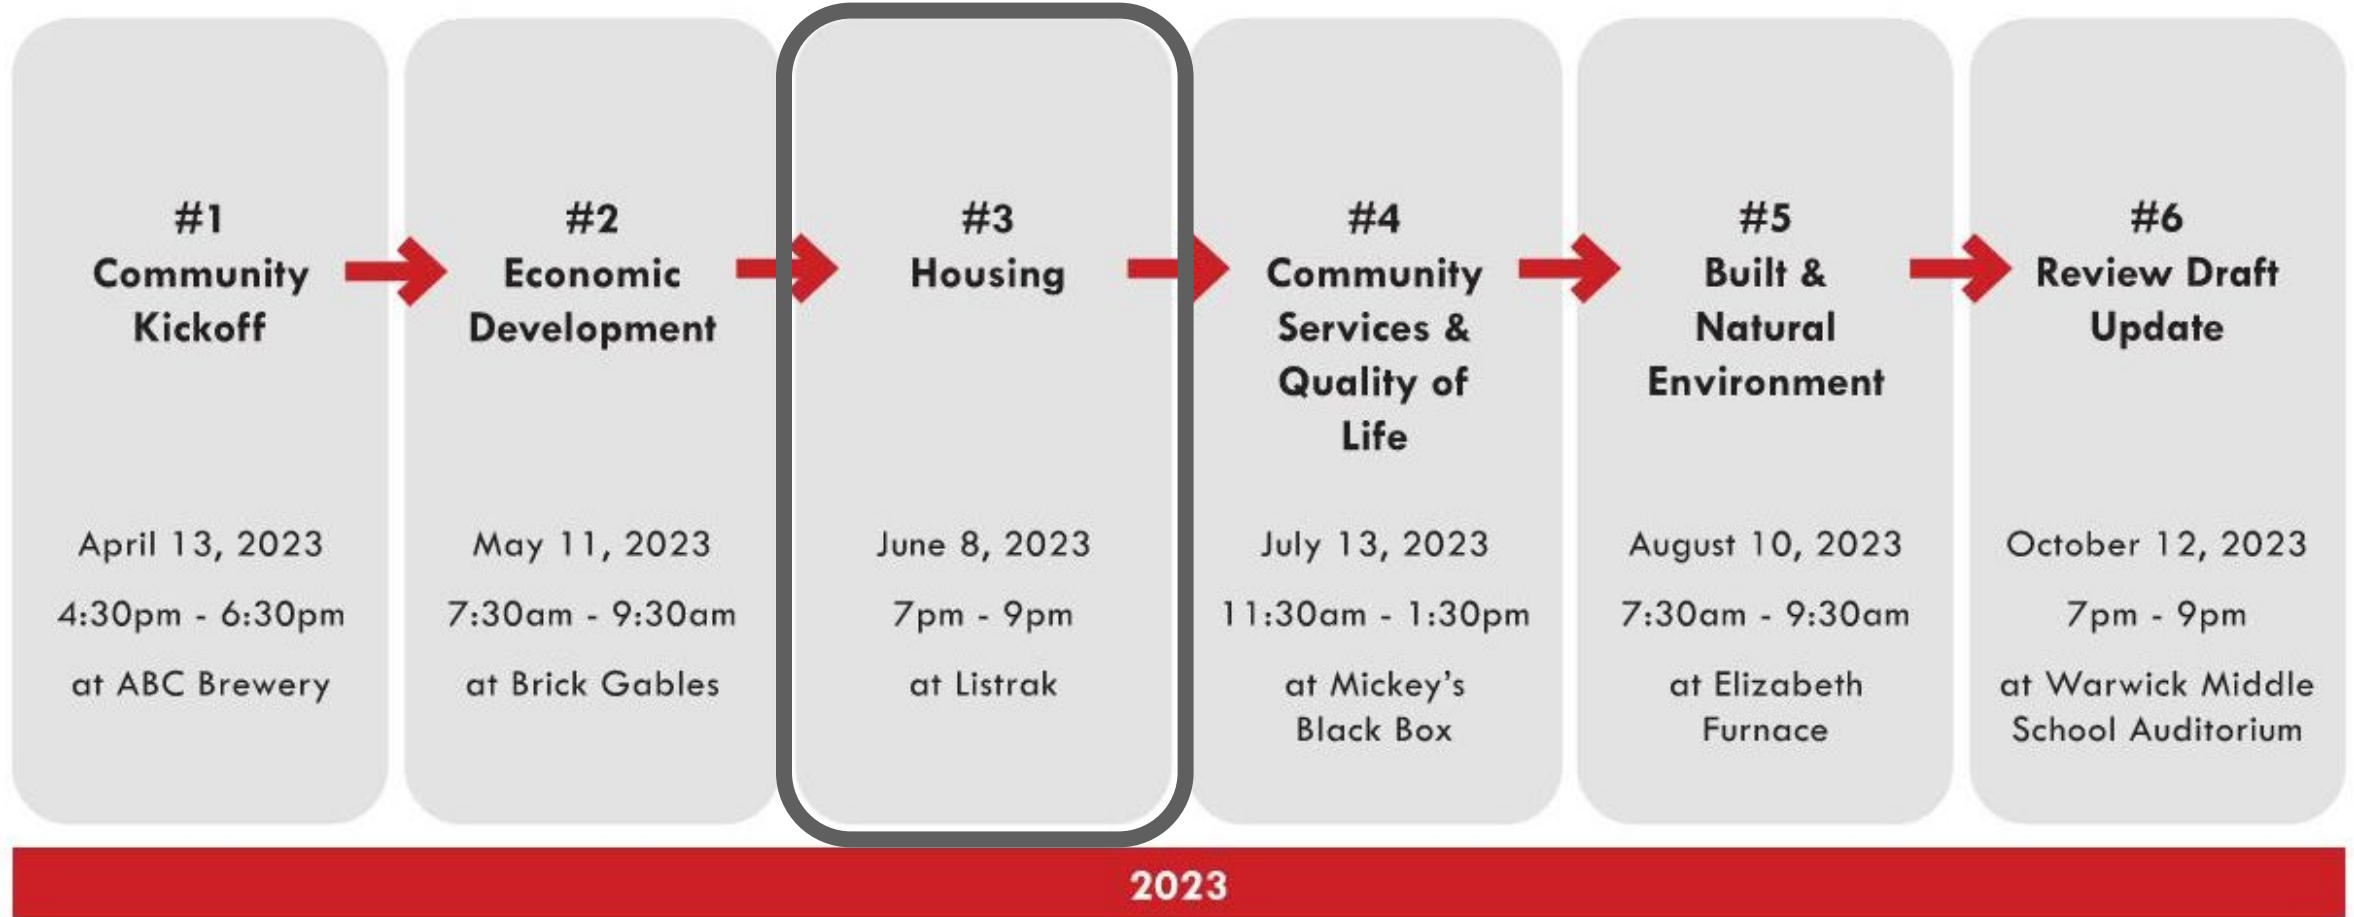 #1
Community
Kickoff
April 13, 2023
4:30pm - 6:30pm
at ABC Brewery
#2
Economic
Development
May 11, 2023
7:30am - 9:30am
at Brick Gables
#3
Housing
June 8, 2023
7pm - 9pm
at Listrak
#4
Community
Services &
Quality of
Life
July 13, 2023
11:30am - 1:30pm
at Mickey’s
Black Box
#5
Built &
Natural
Environment
August 10, 2023
7:30am - 9:30am
at Elizabeth
Furnace
#6
Review Draft
Update
October 12, 2023
7pm - 9pm
at Warwick Middle
School Auditorium
2023